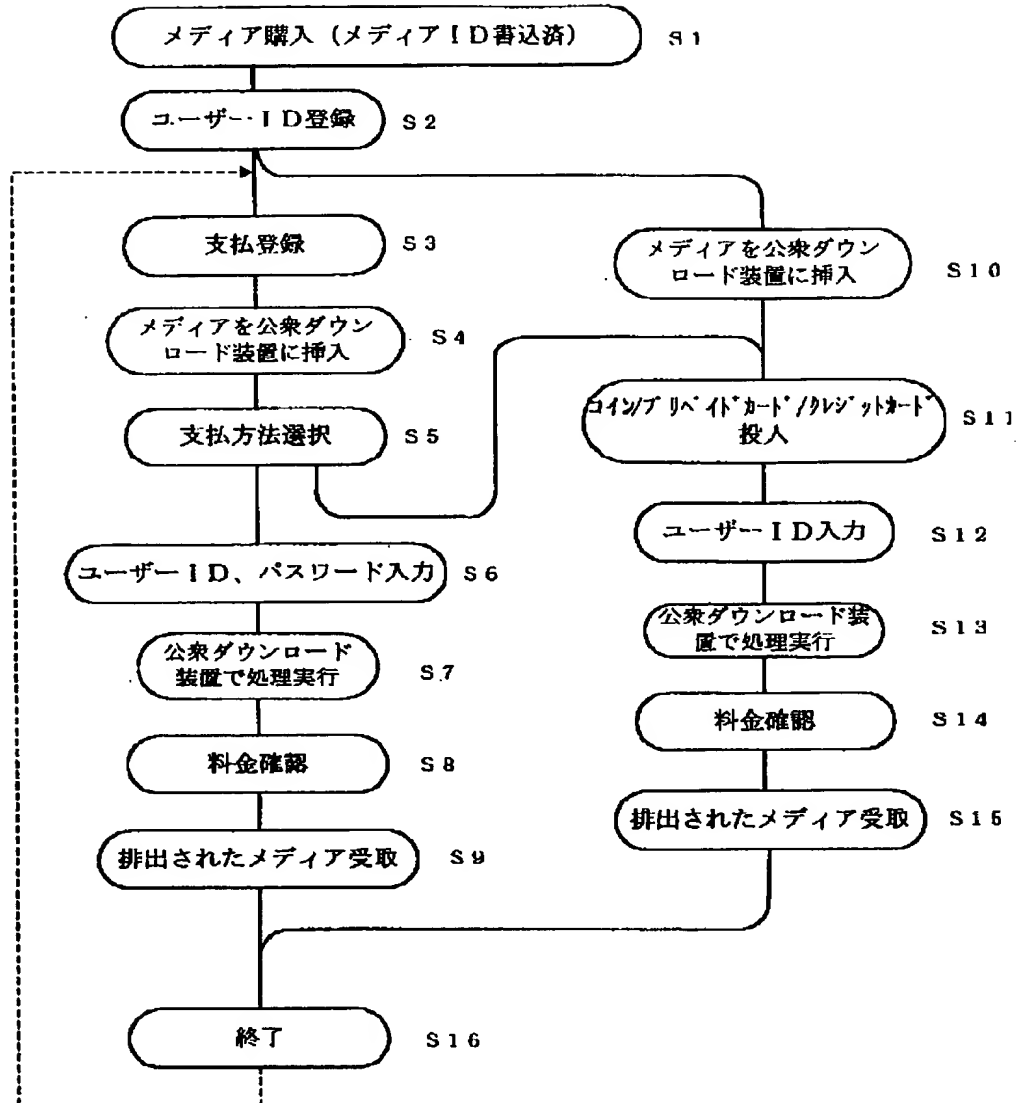 メディア購入（メディアＩＤ書込済） S1
ユーザーＩＤ登録 S2
支払登録 S3
メディアを公衆ダウン
ロード装置に挿入 S4
支払方法選択 S5
ユーザーＩＤ、パスワード入力 S6
公衆ダウンロード
装置で処理実行 S7
料金確認 S8
排出されたメディア受取 S9
メディアを公衆ダウン
ロード装置に挿入 S10
コイン/プリペイドカード/クレジットカード
投入 S11
ユーザーＩＤ入力 S12
公衆ダウンロード装
置で処理実行 S13
料金確認 S14
排出されたメディア受取 S15
終了 S16